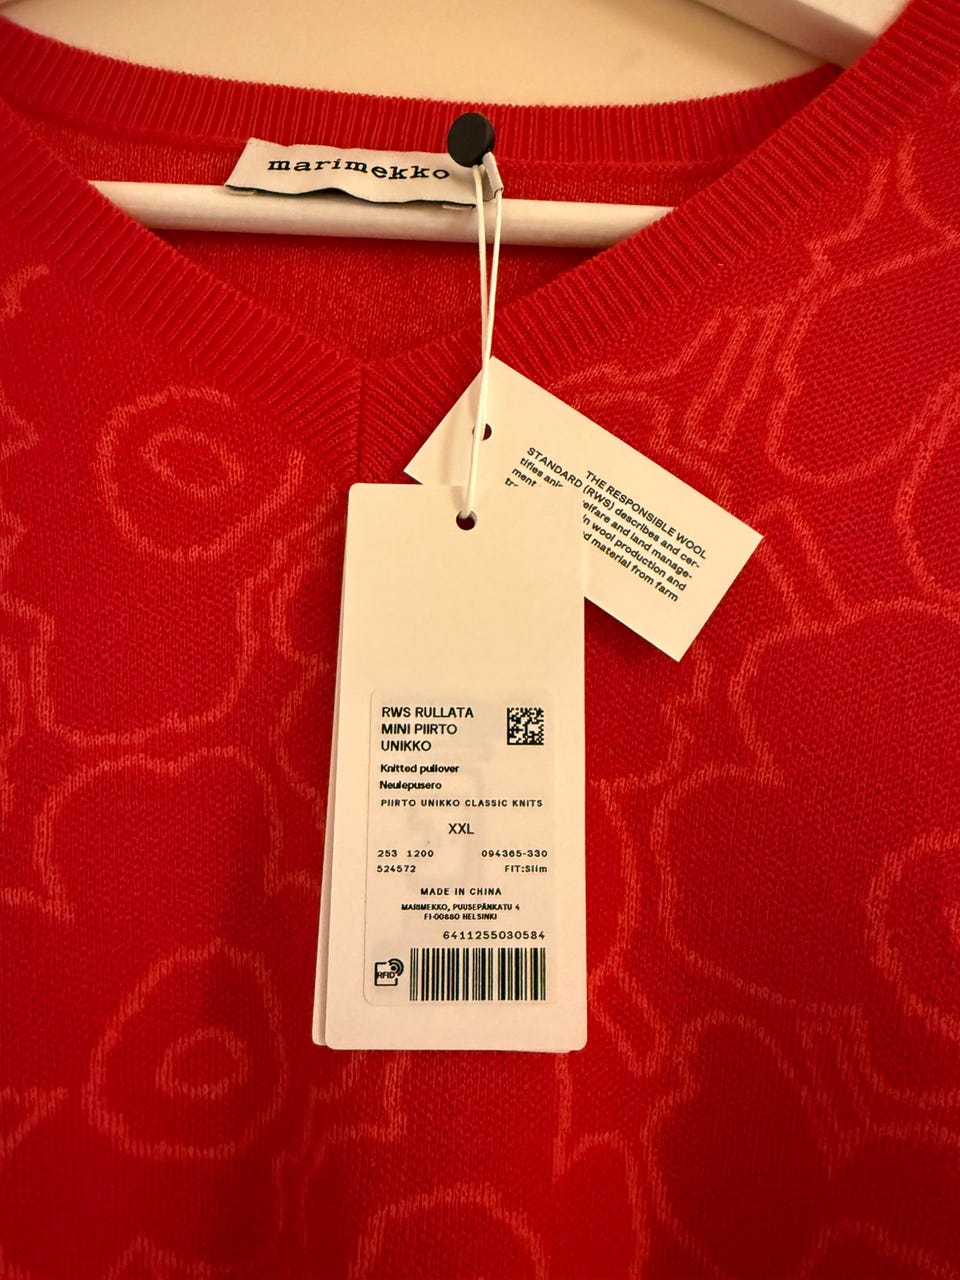 marimekko
THE RESPONSIBLE WOOL
STANDARD (RWS) describes and cer-
tifies elfare and land manage-
ment in wool production and
material from farm
RWS RULLATA
MINI PIIRTO
UNIKKO
Knitted pullover
Neulepusero
PIIRTO UNIKKO CLASSIC KNITS
XXL
253 1200 094365-330
524572 FIT:Slim
MADE IN CHINA
MARIMEKKO, PUUSEPÄNKATU 4
FI-00880 HELSINKI
6411255030584
RFID